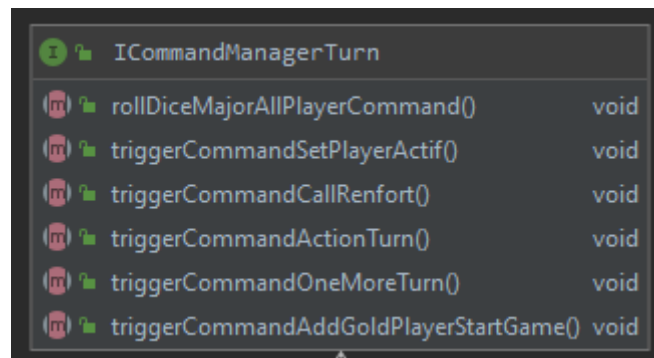 I ICommandManagerTurn
m rollDiceMajorAllPlayerCommand() void
m triggerCommandSetPlayerActif() void
m triggerCommandCallRenfort() void
m triggerCommandActionTurn() void
m triggerCommandOneMoreTurn() void
m triggerCommandAddGoldPlayerStartGame() void